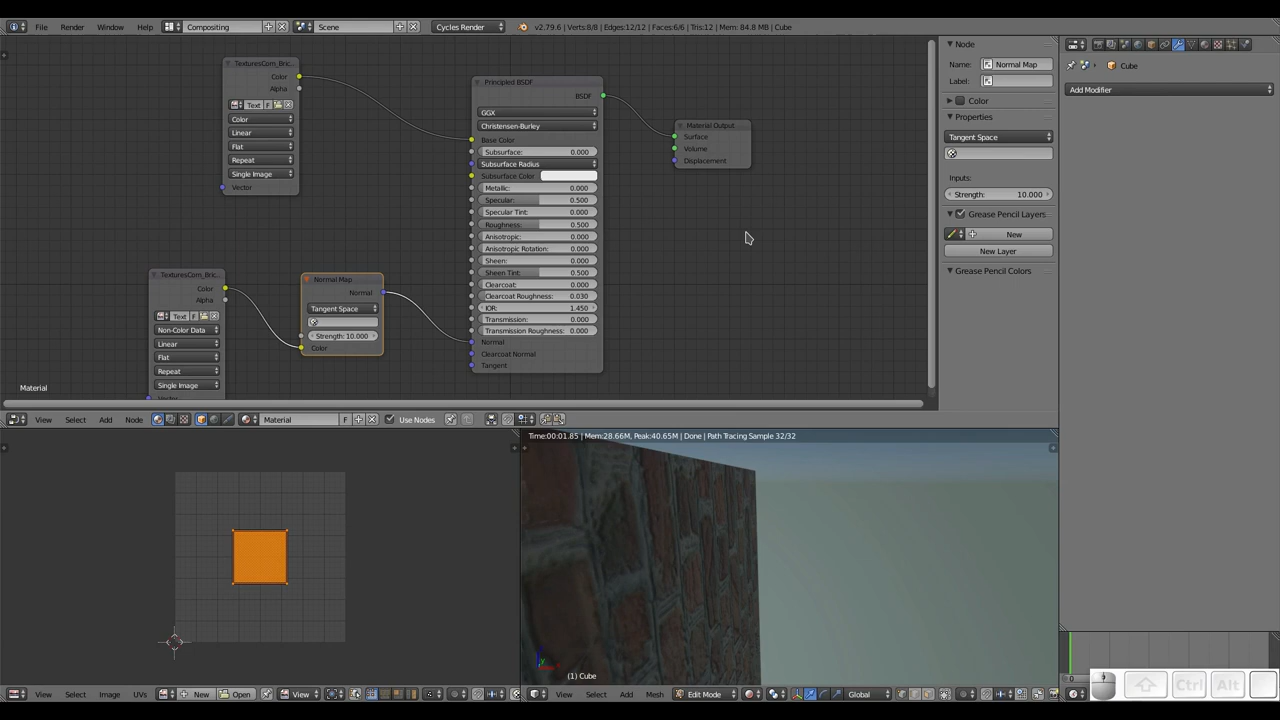 File Render Window Help Compositing Scene Cycles Render v2.79.6 | Verts:8/8 | Edges:12/12 | Faces:6/6 | Tris:12 | Mem: 84.8 MB | Cube
TexturesCom_Bric...
Color
Alpha
Text F
Color
Linear
Flat
Repeat
Single Image
Vector
TexturesCom_Bric...
Color
Alpha
Text F
Non-Color Data
Linear
Flat
Repeat
Single Image
Vector
Normal Map
Normal
Tangent Space
Strength: 10.000
Color
Principled BSDF
BSDF
GGX
Christensen-Burley
Base Color
Subsurface: 0.000
Subsurface Radius
Subsurface Color
Metallic: 0.000
Specular: 0.500
Specular Tint: 0.000
Roughness: 0.500
Anisotropic: 0.000
Anisotropic Rotation: 0.000
Sheen: 0.000
Sheen Tint: 0.500
Clearcoat: 0.000
Clearcoat Roughness: 0.030
IOR: 1.450
Transmission: 0.000
Transmission Roughness: 0.000
Normal
Clearcoat Normal
Tangent
Material Output
Surface
Volume
Displacement
Material
Node
Name: Normal Map
Label:
Color
Properties
Tangent Space
Inputs:
Strength: 10.000
Grease Pencil Layers
New
New Layer
Grease Pencil Colors
Cube
Add Modifier
View Select Add Node Material F Use Nodes
Time:00:01.85 | Mem:28.66M, Peak:40.65M | Done | Path Tracing Sample 32/32
(1) Cube
View Select Image UVs New Open View
View Select Add Mesh Edit Mode Global
Ctrl Alt